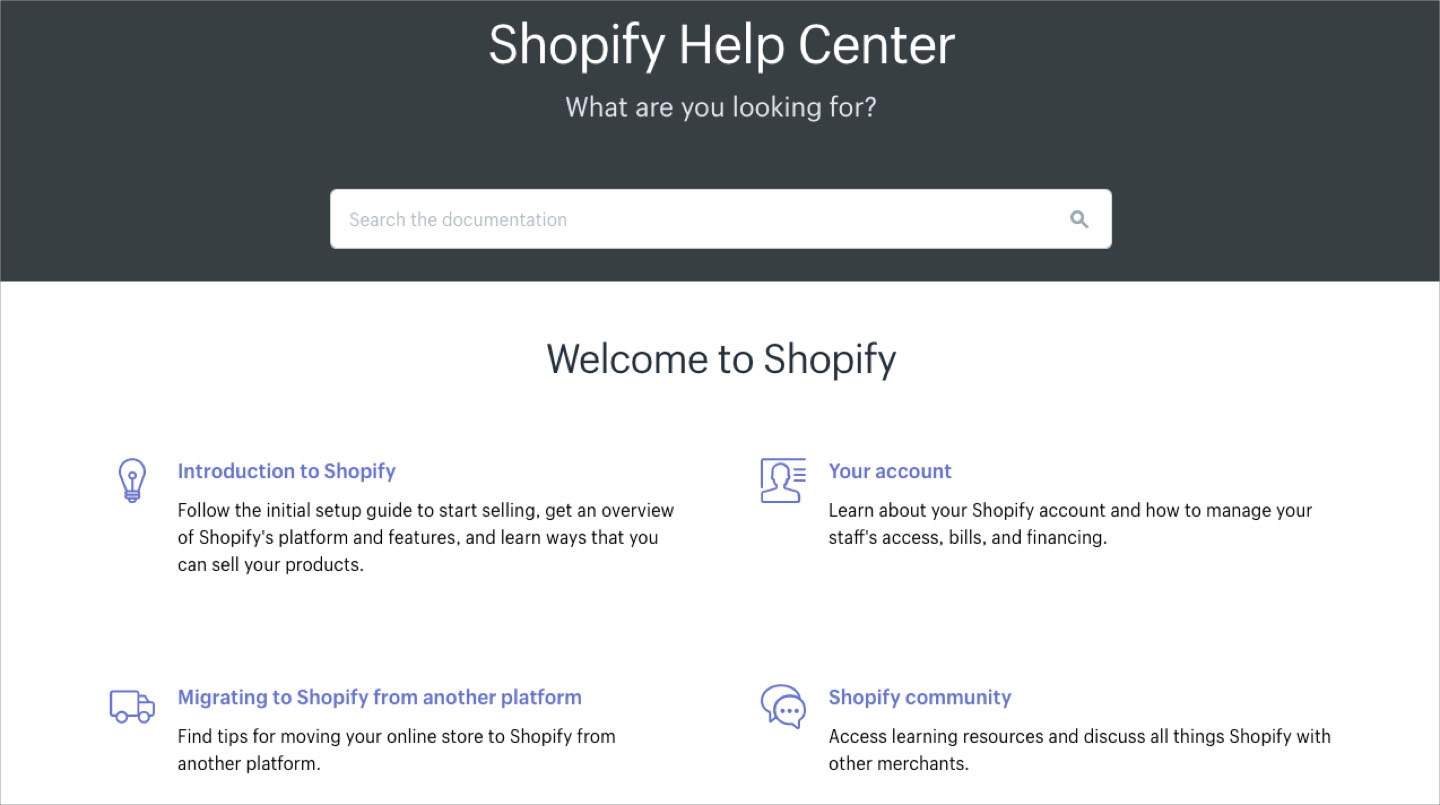 Shopify Help Center
What are you looking for?
Search the documentation
Welcome to Shopify
Introduction to Shopify
Follow the initial setup guide to start selling, get an overview
of Shopify's platform and features, and learn ways that you
can sell your products.
Your account
Learn about your Shopify account and how to manage your
staff's access, bills, and financing.
Migrating to Shopify from another platform
Find tips for moving your online store to Shopify from
another platform.
Shopify community
Access learning resources and discuss all things Shopify with
other merchants.